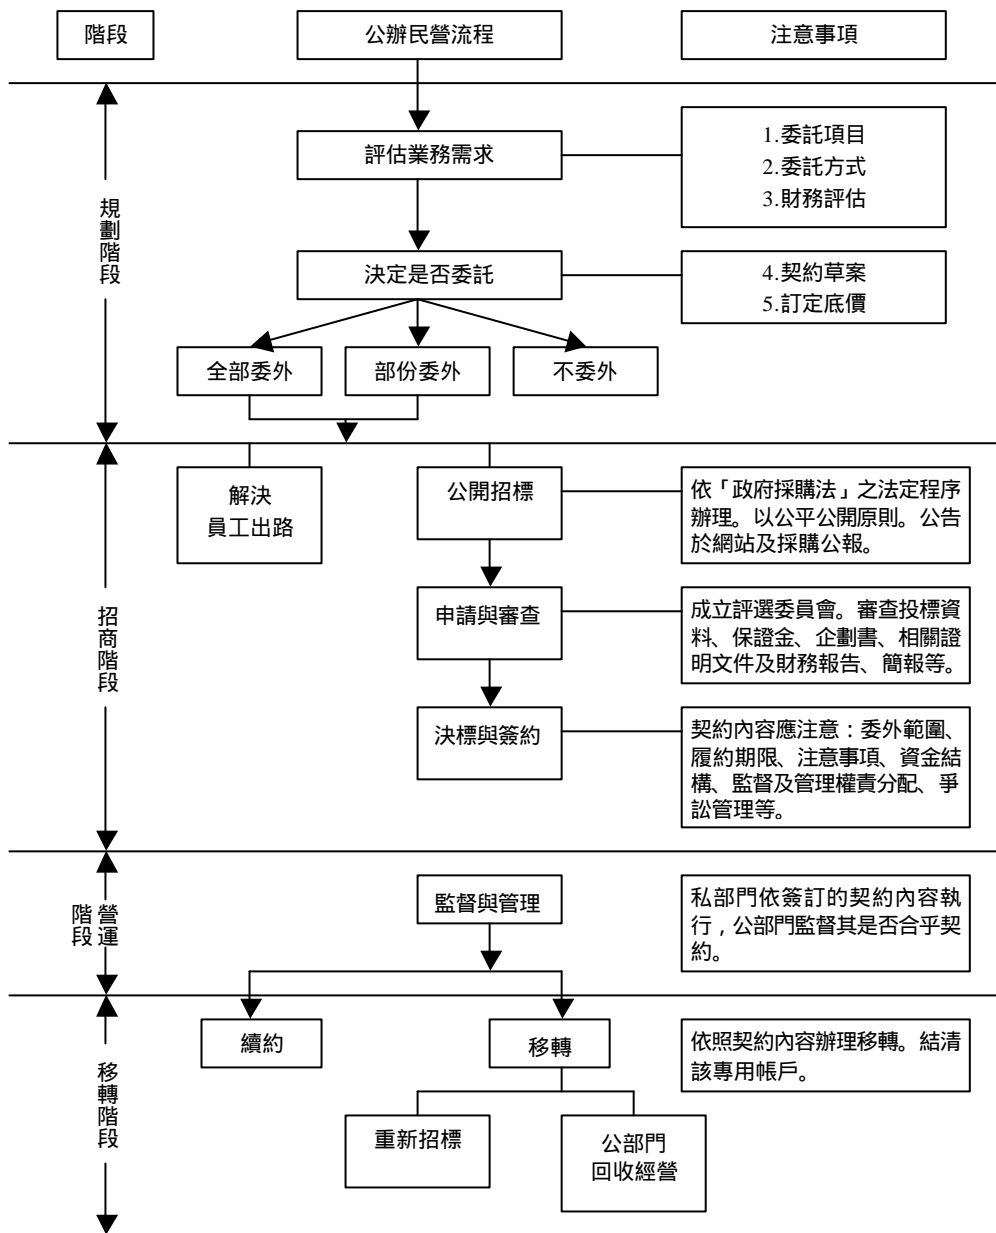 階段
公辦民營流程
注意事項
規劃階段
評估業務需求
1.委託項目
2.委託方式
3.財務評估
決定是否委託
4.契約草案
5.訂定底價
全部委外
部份委外
不委外
招商階段
解決
員工出路
公開招標
依「政府採購法」之法定程序
辦理。以公平公開原則。公告
於網站及採購公報。
申請與審查
成立評選委員會。審查投標資
料、保證金、企劃書、相關證
明文件及財務報告、簡報等。
決標與簽約
契約內容應注意：委外範圍、
履約期限、注意事項、資金結
構、監督及管理權責分配、爭
訟管理等。
營運
階段
監督與管理
私部門依簽訂的契約內容執
行，公部門監督其是否合乎契
約。
移轉階段
續約
移轉
依照契約內容辦理移轉。結清
該專用帳戶。
重新招標
公部門
回收經營